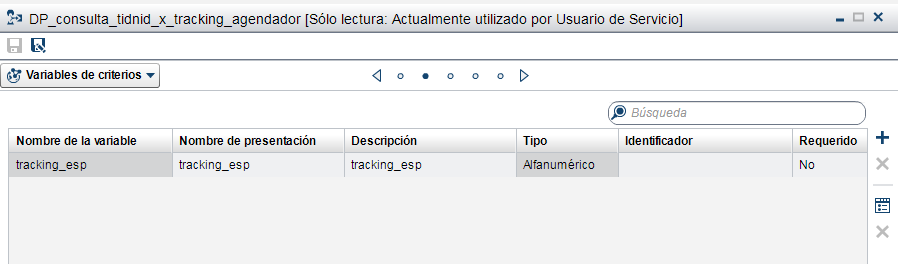 DP_consulta_tidnid_x_tracking_agendador [Sólo lectura: Actualmente utilizado por Usuario de Servicio]
Variables de criterios
Búsqueda
Nombre de la variable Nombre de presentación Descripción Tipo Identificador Requerido
tracking_esp tracking_esp tracking_esp Alfanumérico No